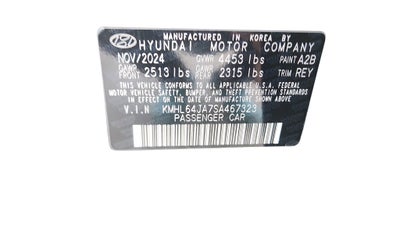 MANUFACTURED IN KOREA BY
HYUNDAI MOTOR COMPANY
NOV/2024 GVWR 4453 lbs PAINT A2B
GAWR FRONT 2513 lbs GAWR REAR 2315 lbs TRIM REY
THIS VEHICLE CONFORMS TO ALL APPLICABLE U.S.A FEDERAL
MOTOR VEHICLE SAFETY, BUMPER, AND THEFT PREVENTION STANDARDS
IN EFFECT ON THE DATE OF MANUFACTURE SHOWN ABOVE.
V.I.N KMHL64JA7SA467323
PASSENGER CAR